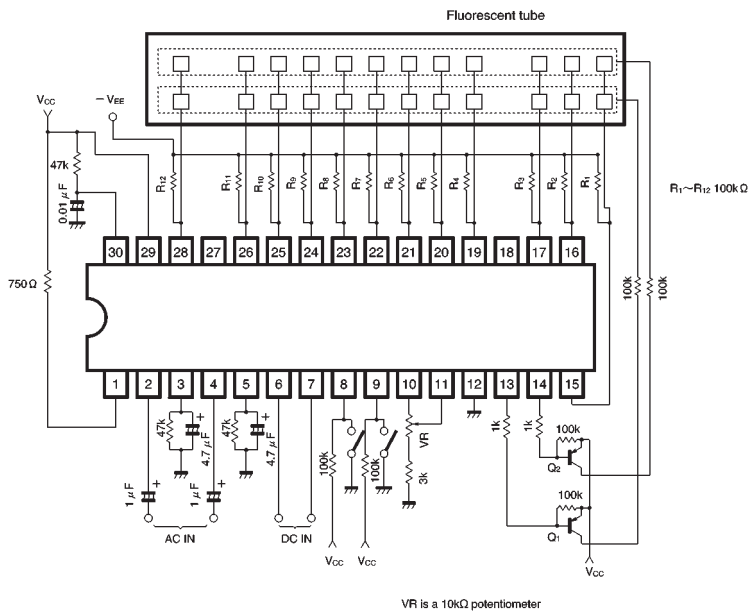 Fluorescent tube
VCC
−VEE
47k
0.01 μF
R12
R11
R10
R9
R8
R7
R6
R5
R4
R3
R2
R1
R1~R12 100kΩ
30
29
28
27
26
25
24
23
22
21
20
19
18
17
16
750Ω
100k
100k
1
2
3
4
5
6
7
8
9
10
11
12
13
14
15
47k
+
4.7 μF
47k
+
4.7 μF
VR
1k
1k
100k
Q2
1 μF
+
1 μF
+
100k
100k
3k
100k
Q1
AC IN
DC IN
VCC
VCC
VCC
VR is a 10kΩ potentiometer